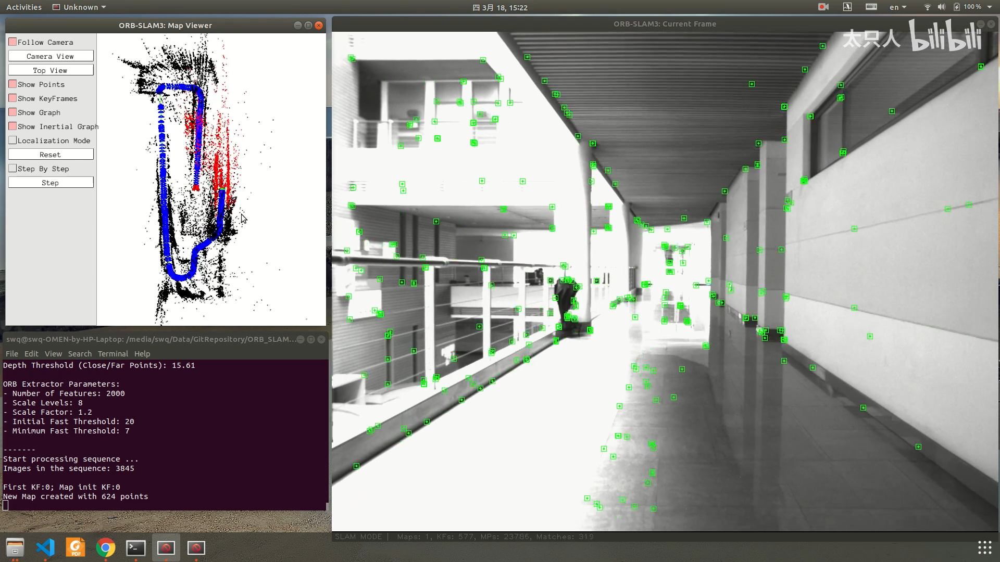 Activities
Unknown
四 3月 18, 15:22
en
100 %
ORB-SLAM3: Map Viewer
Follow Camera
Camera View
Top View
Show Points
Show KeyFrames
Show Graph
Show Inertial Graph
Localization Mode
Reset
Step By Step
Step
ORB-SLAM3: Current Frame
太只人 bilibili
SLAM MODE | Maps: 1, KFs: 577, MPs: 23786, Matches: 319
swq@swq-OMEN-by-HP-Laptop: /media/swq/Data/GitRepository/ORB_SLAM...
File Edit View Search Terminal Help
Depth Threshold (Close/Far Points): 15.61
ORB Extractor Parameters:
- Number of Features: 2000
- Scale Levels: 8
- Scale Factor: 1.2
- Initial Fast Threshold: 20
- Minimum Fast Threshold: 7
-------
Start processing sequence ...
Images in the sequence: 3845
First KF:0; Map init KF:0
New Map created with 624 points
PDF